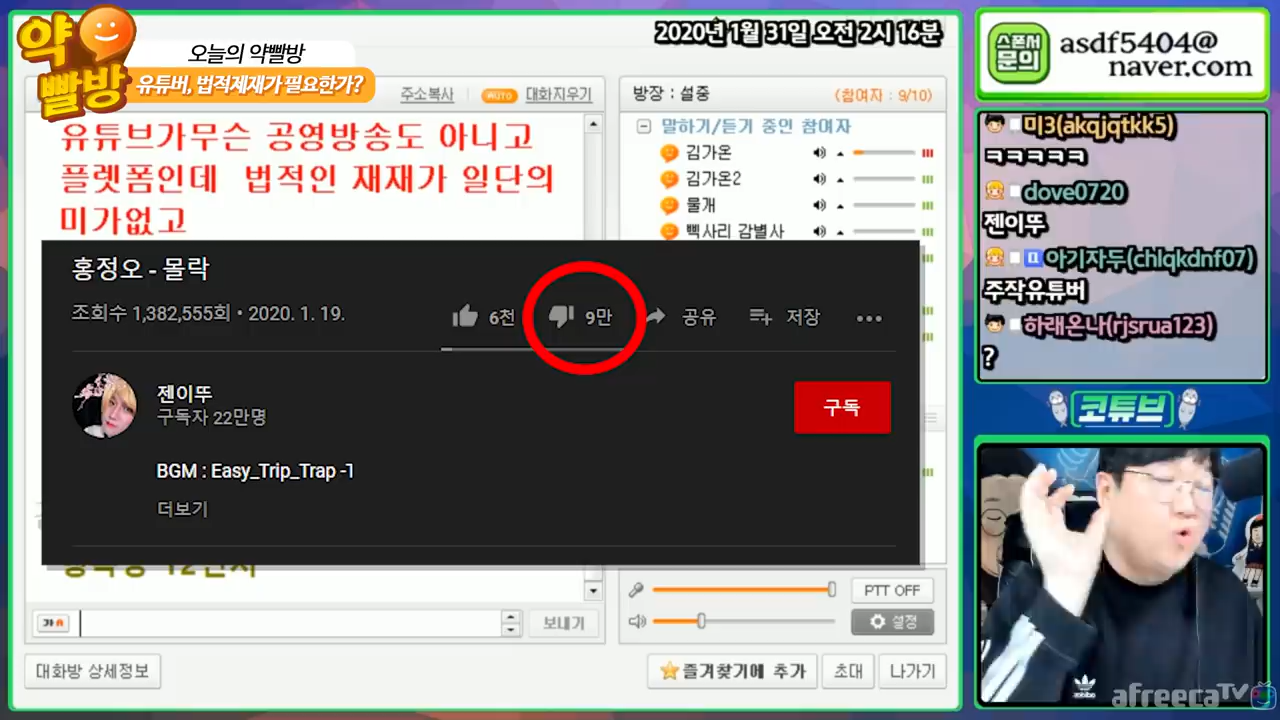 약빨방
오늘의 약빨방
유튜버, 법적제재가 필요한가?
2020년 1월 31일 오전 2시 16분
스폰서
문의
asdf5404@
naver.com
주소복사
AUTO
대화지우기
방장 : 설중
(참여자 : 9/10)
유튜브가무슨 공영방송도 아니고
플렛폼인데 법적인 재재가 일단의
미가없고
말하기/듣기 중인 참여자
김가온
김가온2
물개
삑사리 감별사
홍정오 - 몰락
조회수 1,382,555회 • 2020. 1. 19.
6천
9만
공유
저장
젠이뚜
구독자 22만명
구독
BGM : Easy_Trip_Trap -1
더보기
가
보내기
PTT OFF
설정
대화방 상세정보
즐겨찾기에 추가
초대
나가기
미3(akqjqtkk5)
ㅋㅋㅋㅋㅋ
dove0720
젠이뚜
아기자두(chlqkdnf07)
주작유튜버
하래온나(rjsrua123)
?
코튜브
adidas
afreecaTV